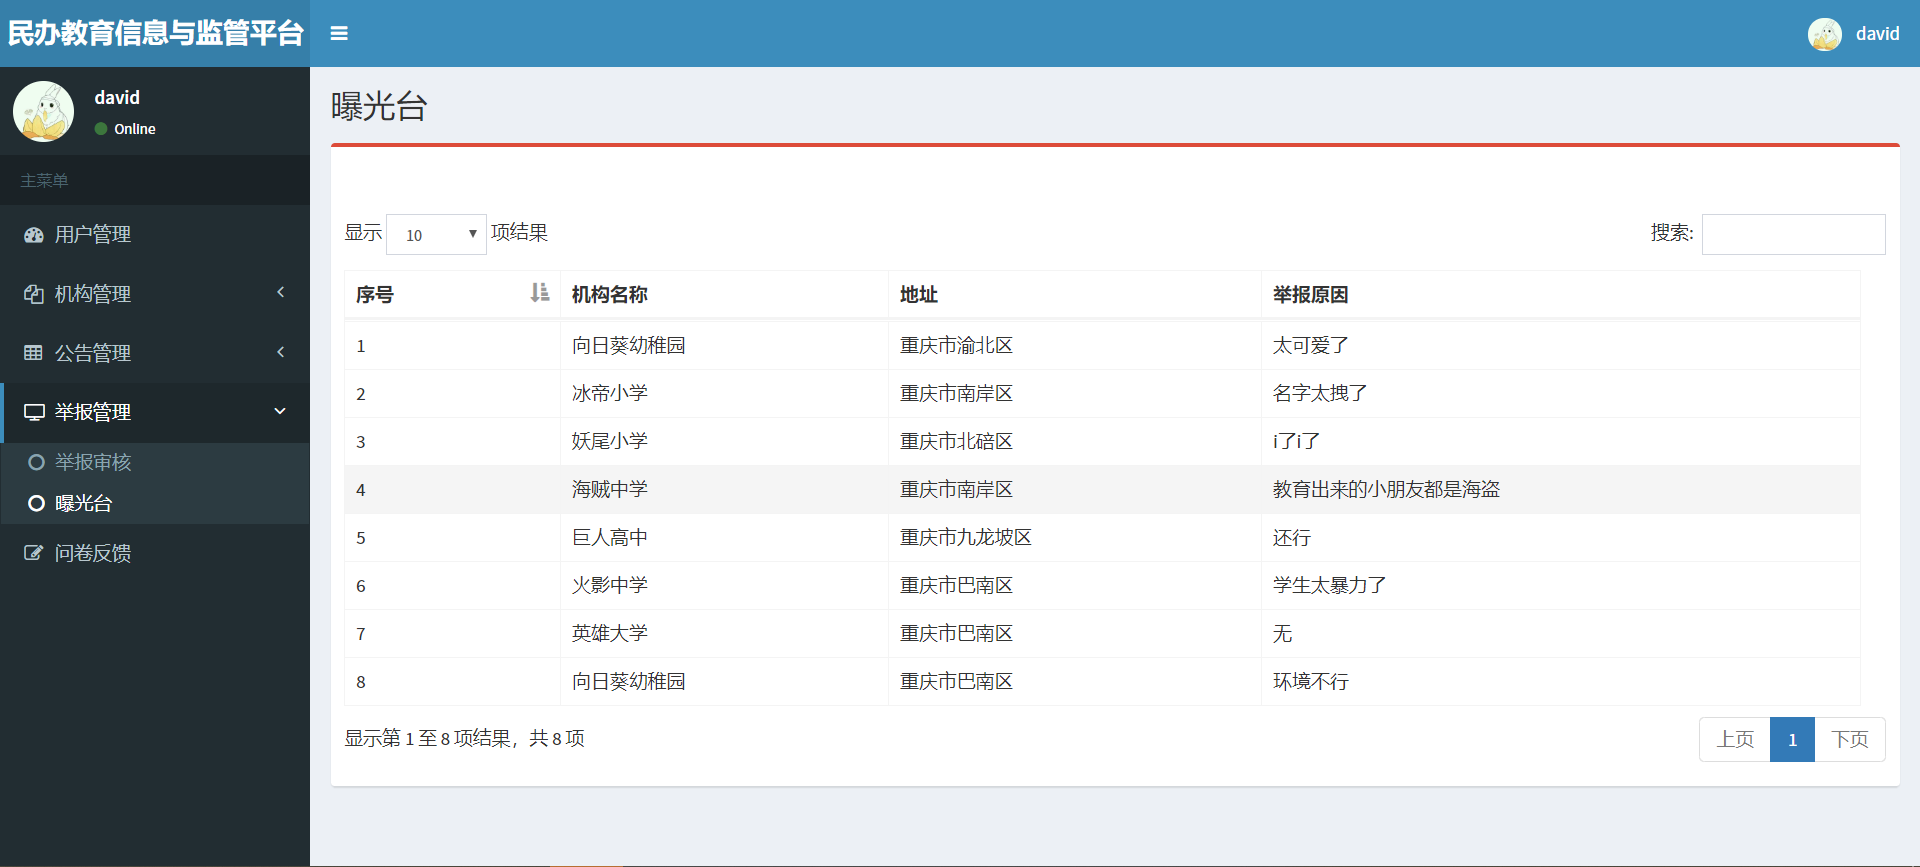 民办教育信息与监管平台
david
david
Online
主菜单
用户管理
机构管理
公告管理
举报管理
举报审核
曝光台
问卷反馈
曝光台
显示 10 项结果 搜索:
序号 机构名称 地址 举报原因
1 向日葵幼稚园 重庆市渝北区 太可爱了
2 冰帝小学 重庆市南岸区 名字太拽了
3 妖尾小学 重庆市北碚区 i了i了
4 海贼中学 重庆市南岸区 教育出来的小朋友都是海盗
5 巨人高中 重庆市九龙坡区 还行
6 火影中学 重庆市巴南区 学生太暴力了
7 英雄大学 重庆市巴南区 无
8 向日葵幼稚园 重庆市巴南区 环境不行
显示第 1 至 8 项结果，共 8 项
上页 1 下页